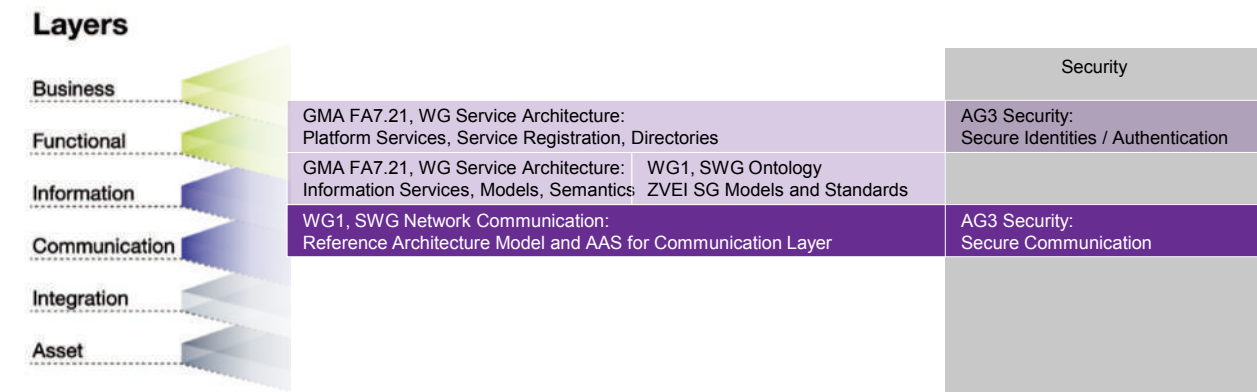 Layers
Security
Business
Functional
GMA FA7.21, WG Service Architecture:
Platform Services, Service Registration, Directories
AG3 Security:
Secure Identities / Authentication
Information
GMA FA7.21, WG Service Architecture:
Information Services, Models, Semantics
WG1, SWG Ontology
ZVEI SG Models and Standards
Communication
WG1, SWG Network Communication:
Reference Architecture Model and AAS for Communication Layer
AG3 Security:
Secure Communication
Integration
Asset